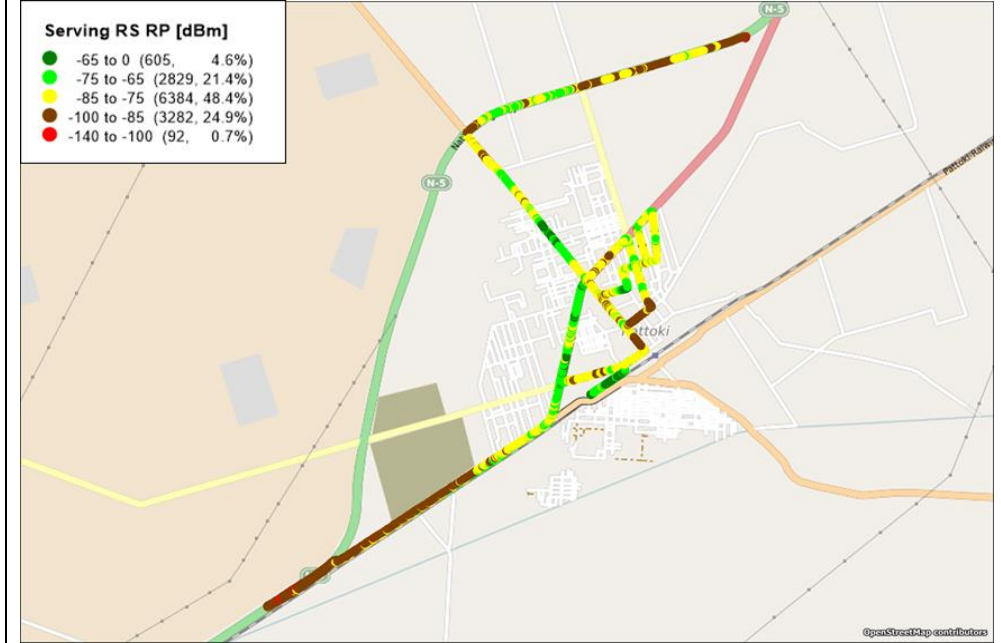 Serving RS RP [dBm]
-65 to 0 (605, 4.6%)
-75 to -65 (2829, 21.4%)
-85 to -75 (6384, 48.4%)
-100 to -85 (3282, 24.9%)
-140 to -100 (92, 0.7%)
N-5
N-5
OpenStreetMap contributors